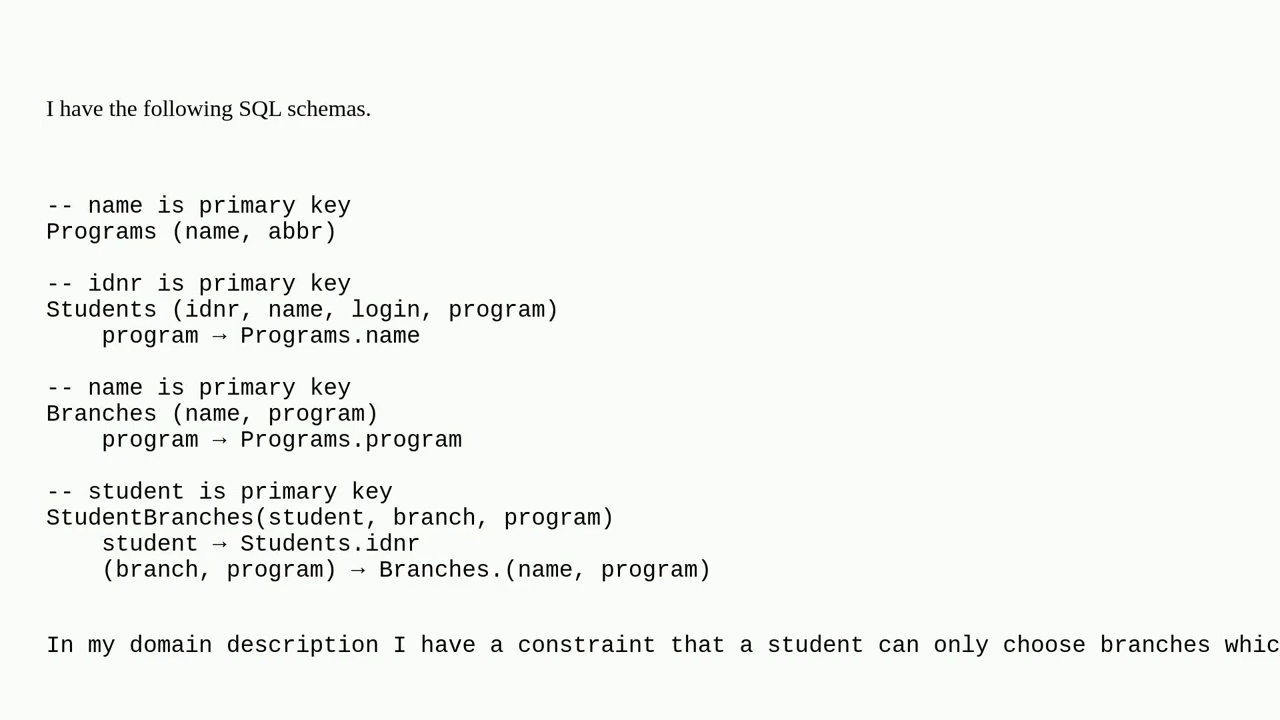 I have the following SQL schemas.
-- name is primary key
Programs (name, abbr)
-- idnr is primary key
Students (idnr, name, login, program)
program → Programs.name
-- name is primary key
Branches (name, program)
program → Programs.program
-- student is primary key
StudentBranches(student, branch, program)
student → Students.idnr
(branch, program) → Branches.(name, program)
In my domain description I have a constraint that a student can only choose branches whic